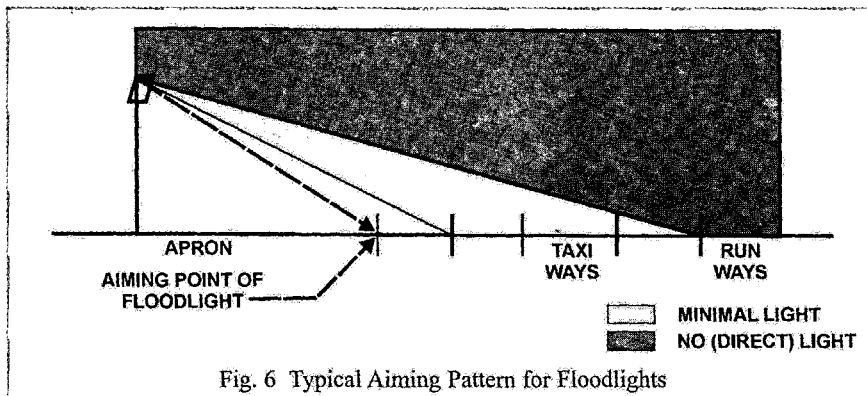 APRON
TAXI
WAYS
RUN
WAYS
AIMING POINT OF
FLOODLIGHT
MINIMAL LIGHT
NO (DIRECT) LIGHT
Fig. 6 Typical Aiming Pattern for Floodlights